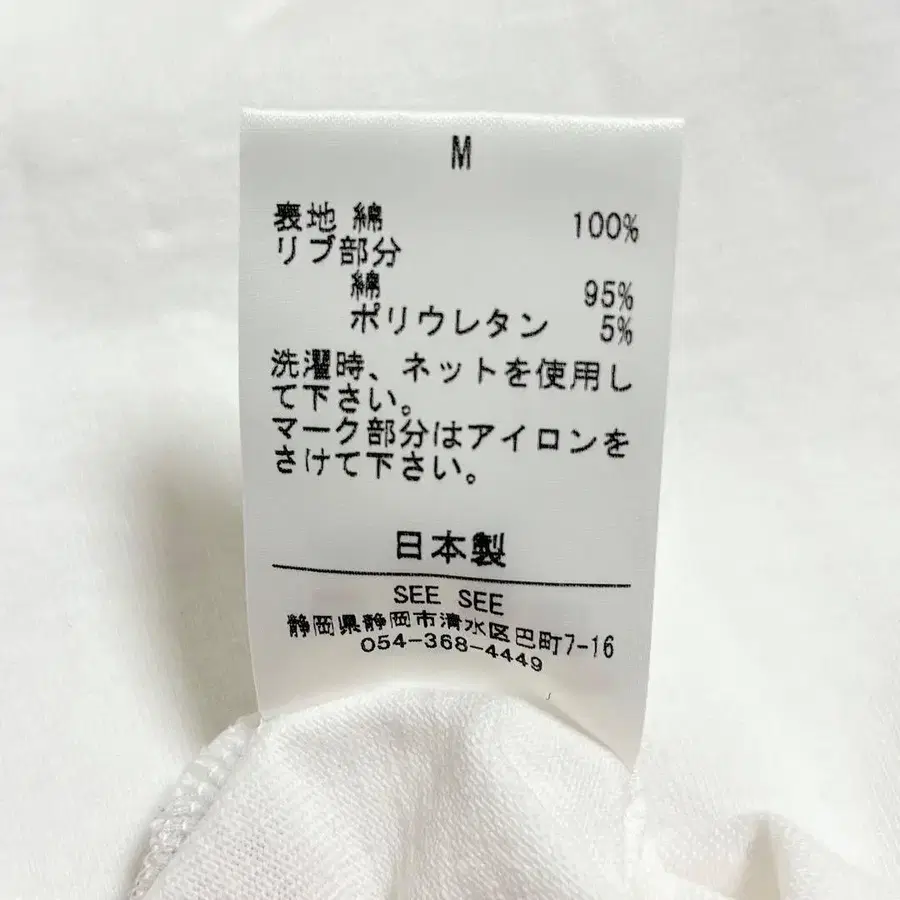 M
表地 綿 100%
リブ部分
綿 95%
ポリウレタン 5%
洗濯時、ネットを使用し
て下さい。
マーク部分はアイロンを
さけて下さい。
日本製
SEE SEE
静岡県静岡市清水区巴町7-16
054-368-4449